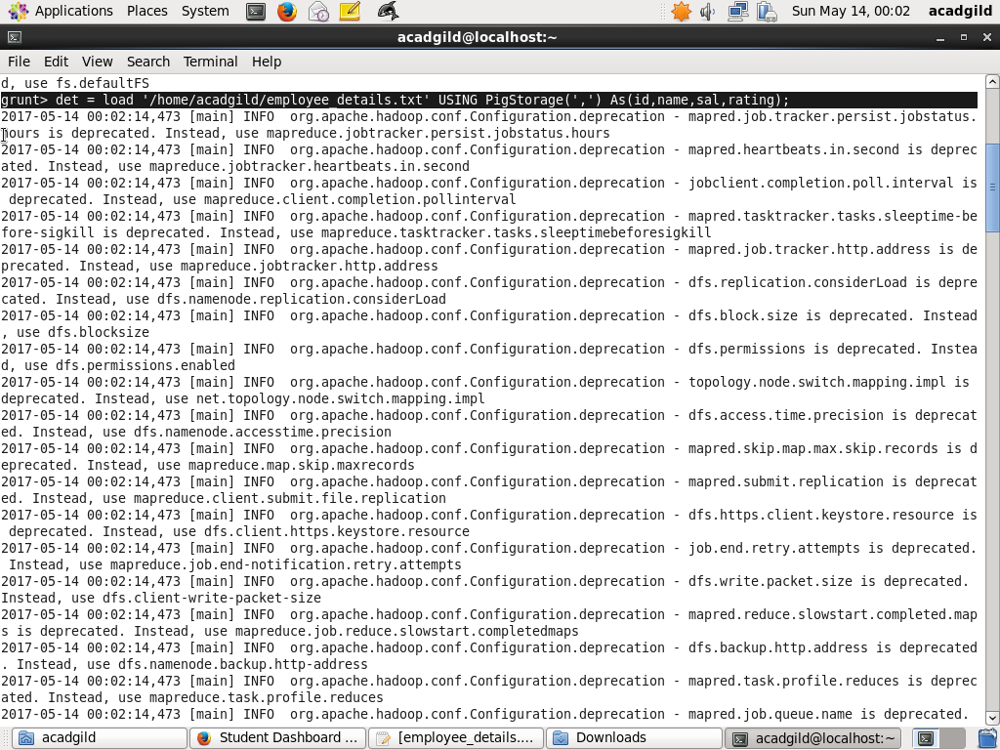 Applications Places System Sun May 14, 00:02 acadgild
acadgild@localhost:~
File Edit View Search Terminal Help
d, use fs.defaultFS
grunt> det = load '/home/acadgild/employee_details.txt' USING PigStorage(',') As(id,name,sal,rating);
2017-05-14 00:02:14,473 [main] INFO  org.apache.hadoop.conf.Configuration.deprecation - mapred.job.tracker.persist.jobstatus.
hours is deprecated. Instead, use mapreduce.jobtracker.persist.jobstatus.hours
2017-05-14 00:02:14,473 [main] INFO  org.apache.hadoop.conf.Configuration.deprecation - mapred.heartbeats.in.second is deprec
ated. Instead, use mapreduce.jobtracker.heartbeats.in.second
2017-05-14 00:02:14,473 [main] INFO  org.apache.hadoop.conf.Configuration.deprecation - jobclient.completion.poll.interval is
 deprecated. Instead, use mapreduce.client.completion.pollinterval
2017-05-14 00:02:14,473 [main] INFO  org.apache.hadoop.conf.Configuration.deprecation - mapred.tasktracker.tasks.sleeptime-be
fore-sigkill is deprecated. Instead, use mapreduce.tasktracker.tasks.sleeptimebeforesigkill
2017-05-14 00:02:14,473 [main] INFO  org.apache.hadoop.conf.Configuration.deprecation - mapred.job.tracker.http.address is de
precated. Instead, use mapreduce.jobtracker.http.address
2017-05-14 00:02:14,473 [main] INFO  org.apache.hadoop.conf.Configuration.deprecation - dfs.replication.considerLoad is depre
cated. Instead, use dfs.namenode.replication.considerLoad
2017-05-14 00:02:14,473 [main] INFO  org.apache.hadoop.conf.Configuration.deprecation - dfs.block.size is deprecated. Instead
, use dfs.blocksize
2017-05-14 00:02:14,473 [main] INFO  org.apache.hadoop.conf.Configuration.deprecation - dfs.permissions is deprecated. Instea
d, use dfs.permissions.enabled
2017-05-14 00:02:14,473 [main] INFO  org.apache.hadoop.conf.Configuration.deprecation - topology.node.switch.mapping.impl is
deprecated. Instead, use net.topology.node.switch.mapping.impl
2017-05-14 00:02:14,473 [main] INFO  org.apache.hadoop.conf.Configuration.deprecation - dfs.access.time.precision is deprecat
ed. Instead, use dfs.namenode.accesstime.precision
2017-05-14 00:02:14,473 [main] INFO  org.apache.hadoop.conf.Configuration.deprecation - mapred.skip.map.max.skip.records is d
eprecated. Instead, use mapreduce.map.skip.maxrecords
2017-05-14 00:02:14,473 [main] INFO  org.apache.hadoop.conf.Configuration.deprecation - mapred.submit.replication is deprecat
ed. Instead, use mapreduce.client.submit.file.replication
2017-05-14 00:02:14,473 [main] INFO  org.apache.hadoop.conf.Configuration.deprecation - dfs.https.client.keystore.resource is
 deprecated. Instead, use dfs.client.https.keystore.resource
2017-05-14 00:02:14,473 [main] INFO  org.apache.hadoop.conf.Configuration.deprecation - job.end.retry.attempts is deprecated.
 Instead, use mapreduce.job.end-notification.retry.attempts
2017-05-14 00:02:14,473 [main] INFO  org.apache.hadoop.conf.Configuration.deprecation - dfs.write.packet.size is deprecated.
Instead, use dfs.client-write-packet-size
2017-05-14 00:02:14,473 [main] INFO  org.apache.hadoop.conf.Configuration.deprecation - mapred.reduce.slowstart.completed.map
s is deprecated. Instead, use mapreduce.job.reduce.slowstart.completedmaps
2017-05-14 00:02:14,473 [main] INFO  org.apache.hadoop.conf.Configuration.deprecation - dfs.backup.http.address is deprecated
. Instead, use dfs.namenode.backup.http-address
2017-05-14 00:02:14,473 [main] INFO  org.apache.hadoop.conf.Configuration.deprecation - mapred.task.profile.reduces is deprec
ated. Instead, use mapreduce.task.profile.reduces
2017-05-14 00:02:14,473 [main] INFO  org.apache.hadoop.conf.Configuration.deprecation - mapred.job.queue.name is deprecated.
acadgild Student Dashboard ... [employee_details.... Downloads acadgild@localhost:~